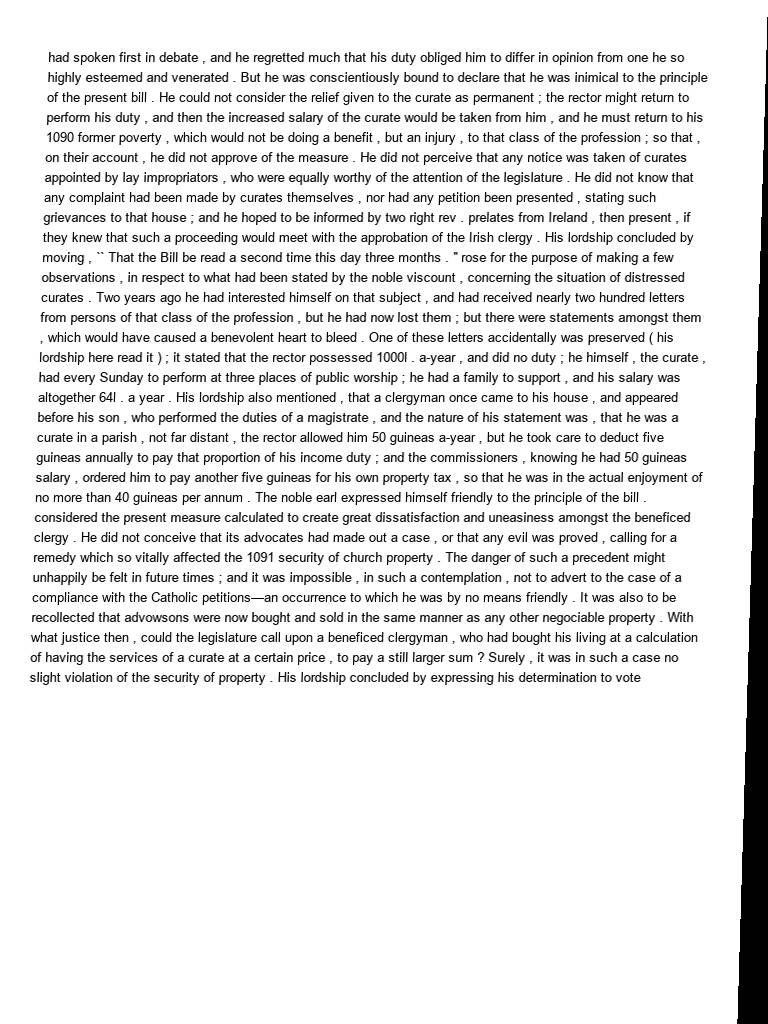 had spoken first in debate , and he regretted much that his duty obliged him to differ in opinion from one he so
highly esteemed and venerated . But he was conscientiously bound to declare that he was inimical to the principle
of the present bill . He could not consider the relief given to the curate as permanent ; the rector might return to
perform his duty , and then the increased salary of the curate would be taken from him , and he must return to his
1090 former poverty , which would not be doing a benefit , but an injury , to that class of the profession ; so that ,
on their account , he did not approve of the measure . He did not perceive that any notice was taken of curates
appointed by lay impropriators , who were equally worthy of the attention of the legislature . He did not know that
any complaint had been made by curates themselves , nor had any petition been presented , stating such
grievances to that house ; and he hoped to be informed by two right rev . prelates from Ireland , then present , if
they knew that such a proceeding would meet with the approbation of the Irish clergy . His lordship concluded by
moving , `` That the Bill be read a second time this day three months . " rose for the purpose of making a few
observations , in respect to what had been stated by the noble viscount , concerning the situation of distressed
curates . Two years ago he had interested himself on that subject , and had received nearly two hundred letters
from persons of that class of the profession , but he had now lost them ; but there were statements amongst them
, which would have caused a benevolent heart to bleed . One of these letters accidentally was preserved ( his
lordship here read it ) ; it stated that the rector possessed 1000l . a-year , and did no duty ; he himself , the curate ,
had every Sunday to perform at three places of public worship ; he had a family to support , and his salary was
altogether 64l . a year . His lordship also mentioned , that a clergyman once came to his house , and appeared
before his son , who performed the duties of a magistrate , and the nature of his statement was , that he was a
curate in a parish , not far distant , the rector allowed him 50 guineas a-year , but he took care to deduct five
guineas annually to pay that proportion of his income duty ; and the commissioners , knowing he had 50 guineas
salary , ordered him to pay another five guineas for his own property tax , so that he was in the actual enjoyment of
no more than 40 guineas per annum . The noble earl expressed himself friendly to the principle of the bill .
considered the present measure calculated to create great dissatisfaction and uneasiness amongst the beneficed
clergy . He did not conceive that its advocates had made out a case , or that any evil was proved , calling for a
remedy which so vitally affected the 1091 security of church property . The danger of such a precedent might
unhappily be felt in future times ; and it was impossible , in such a contemplation , not to advert to the case of a
compliance with the Catholic petitions—an occurrence to which he was by no means friendly . It was also to be
recollected that advowsons were now bought and sold in the same manner as any other negociable property . With
what justice then , could the legislature call upon a beneficed clergyman , who had bought his living at a calculation
of having the services of a curate at a certain price , to pay a still larger sum ? Surely , it was in such a case no
slight violation of the security of property . His lordship concluded by expressing his determination to vote